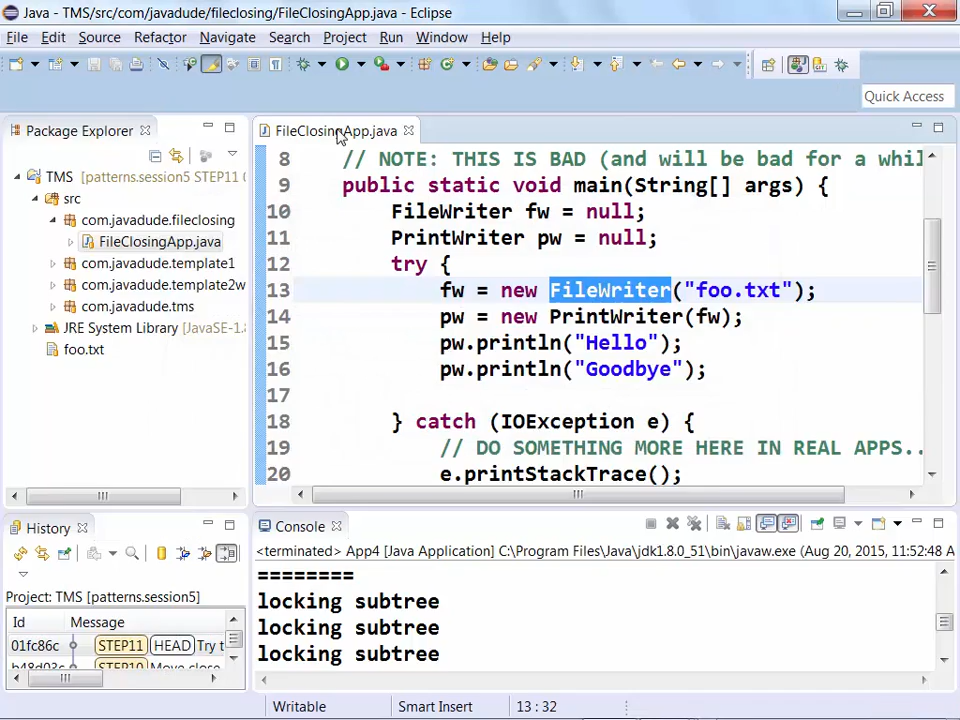 Java - TMS/src/com/javadude/fileclosing/FileClosingApp.java - Eclipse
File Edit Source Refactor Navigate Search Project Run Window Help
Quick Access
Package Explorer
TMS [patterns.session5 STEP11
src
com.javadude.fileclosing
FileClosingApp.java
com.javadude.template1
com.javadude.template2w
com.javadude.tms
JRE System Library [JavaSE-1.8
foo.txt
FileClosingApp.java
8 // NOTE: THIS IS BAD (and will be bad for a whil
9 public static void main(String[] args) {
10 FileWriter fw = null;
11 PrintWriter pw = null;
12 try {
13 fw = new FileWriter("foo.txt");
14 pw = new PrintWriter(fw);
15 pw.println("Hello");
16 pw.println("Goodbye");
17
18 } catch (IOException e) {
19 // DO SOMETHING MORE HERE IN REAL APPS..
20 e.printStackTrace();
History
Project: TMS [patterns.session5]
Id Message
01fc86c STEP11 HEAD Try t
b48d03c STEP10 Move close
Console
<terminated> App4 [Java Application] C:\Program Files\Java\jdk1.8.0_51\bin\javaw.exe (Aug 20, 2015, 11:52:48 A
========
locking subtree
locking subtree
locking subtree
Writable Smart Insert 13 : 32